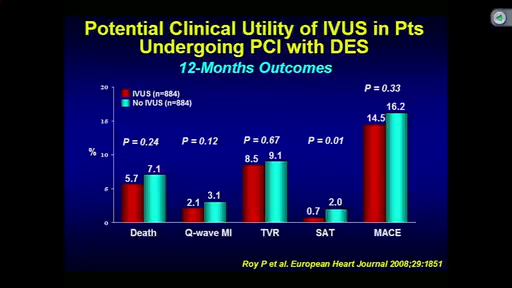 Potential Clinical Utility of IVUS in Pts
Undergoing PCI with DES
12-Months Outcomes
20
15
10
5
0
%
IVUS (n=884)
No IVUS (n=884)
P = 0.24
P = 0.12
P = 0.67
P = 0.01
P = 0.33
5.7
7.1
2.1
3.1
8.5
9.1
0.7
2.0
14.5
16.2
Death
Q-wave MI
TVR
SAT
MACE
Roy P et al. European Heart Journal 2008;29:1851